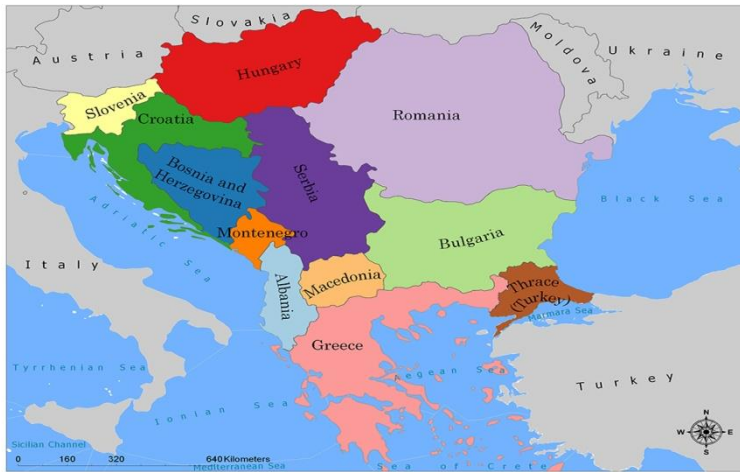 Slovakia
Austria
Moldova
Ukraine
Hungary
Slovenia
Croatia
Romania
Bosnia and
Herzegovina
Serbia
Adriatic Sea
Black Sea
Montenegro
Bulgaria
Italy
Albania
Macedonia
Thrace
(Turkey)
Marmara Sea
Greece
Tyrrhenian Sea
Aegean Sea
Turkey
Ionian Sea
N
W
E
S
Sicilian Channel
0 160 320 640 Kilometers
Mediterranean Sea
Sea of Crete